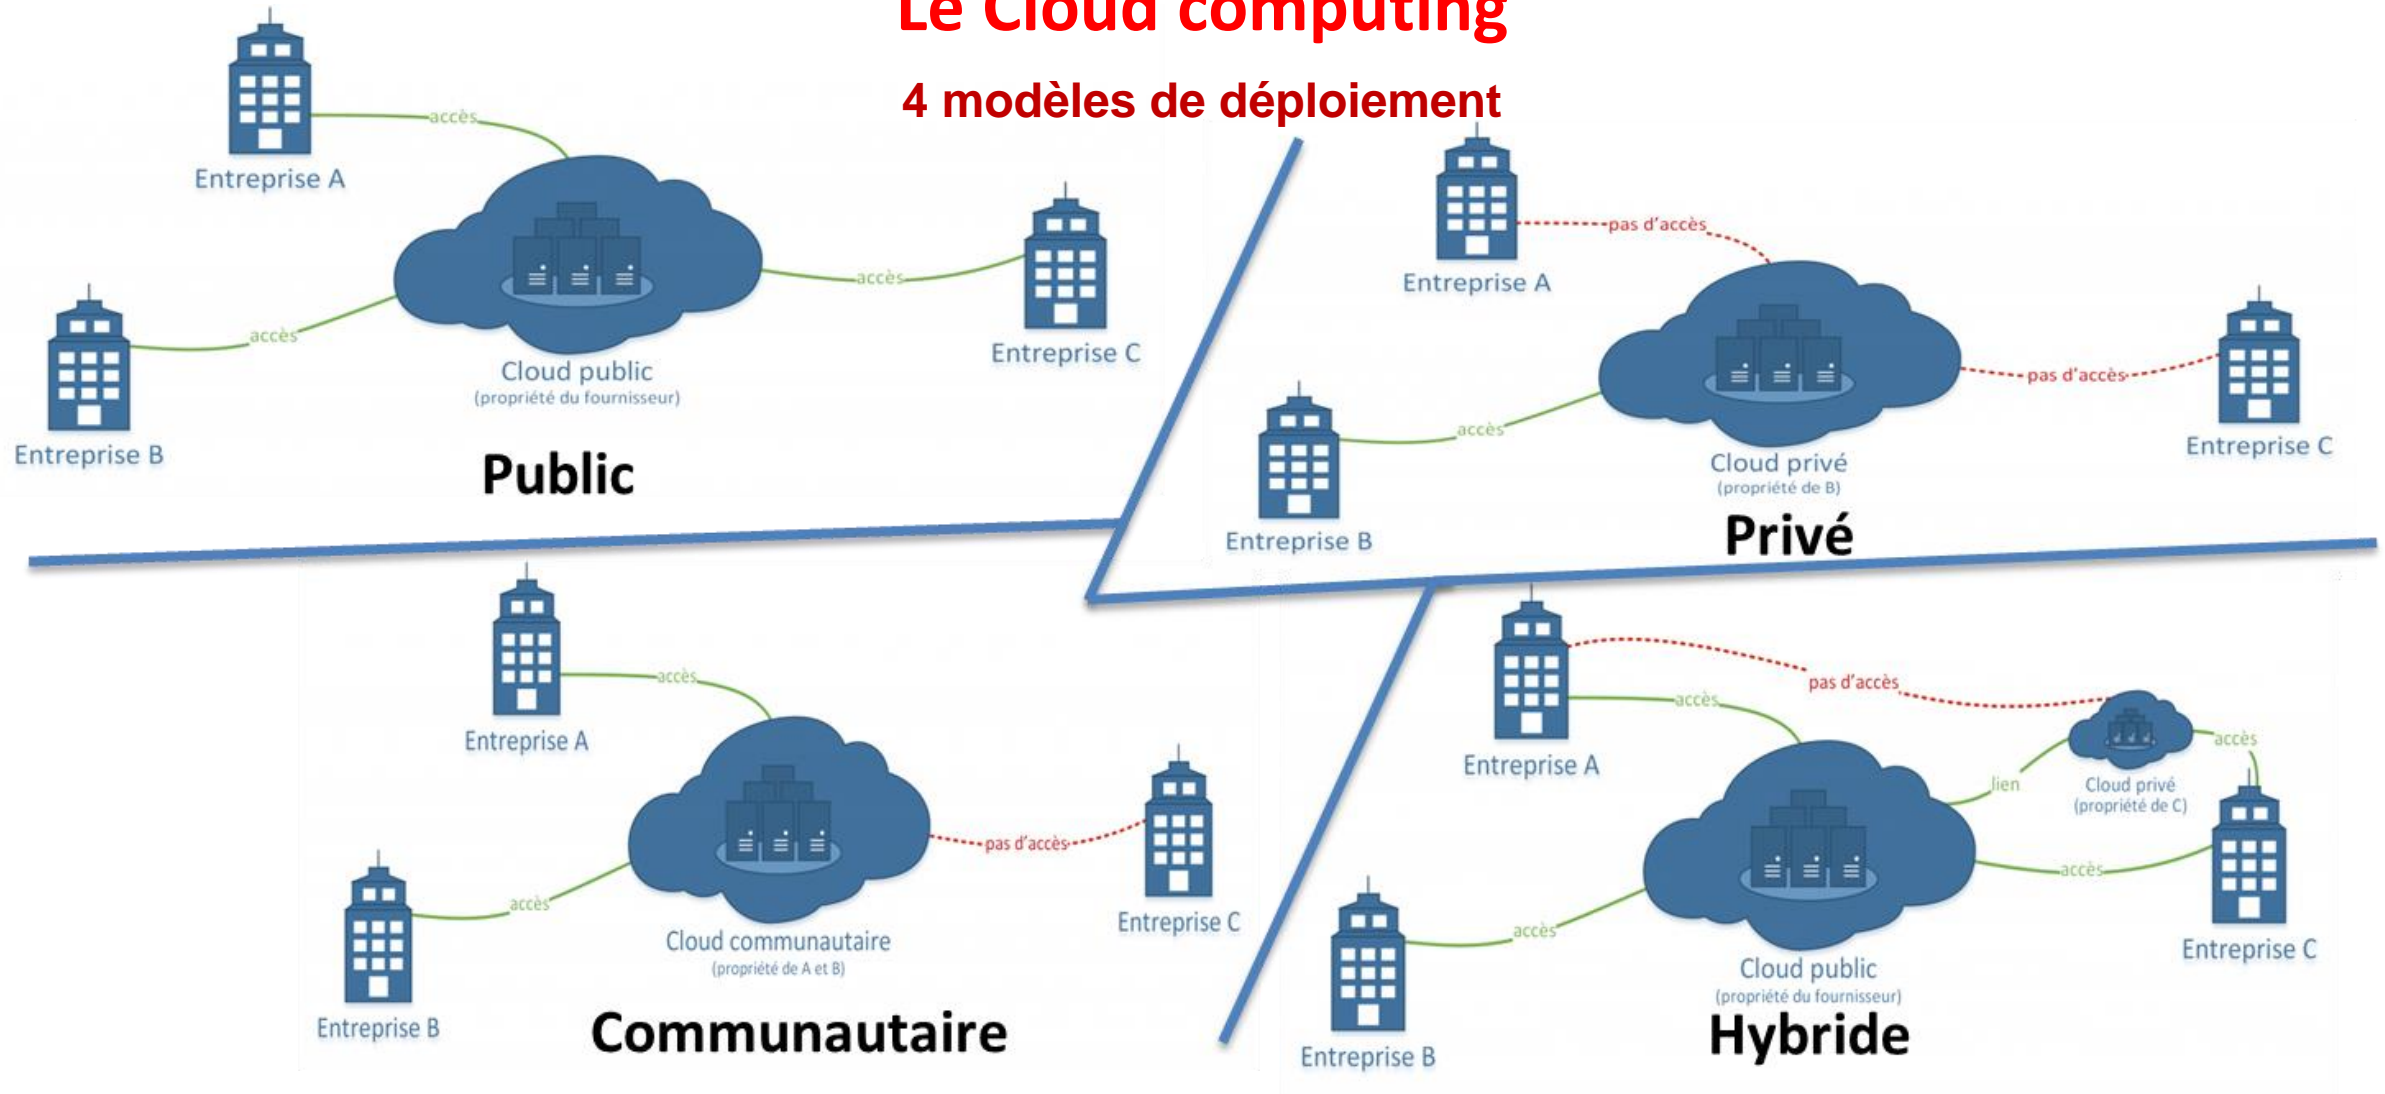 Le Cloud computing
4 modèles de déploiement
accès
Entreprise A
accès
Entreprise C
accès
Entreprise B
Cloud public
(propriété du fournisseur)
Public
pas d'accès
Entreprise A
pas d'accès
Entreprise C
accès
Entreprise B
Cloud privé
(propriété de B)
Privé
accès
Entreprise A
pas d'accès
Entreprise C
accès
Entreprise B
Cloud communautaire
(propriété de A et B)
Communautaire
pas d'accès
accès
Entreprise A
accès
lien
Cloud privé
(propriété de C)
accès
Entreprise C
accès
Entreprise B
Cloud public
(propriété du fournisseur)
Hybride